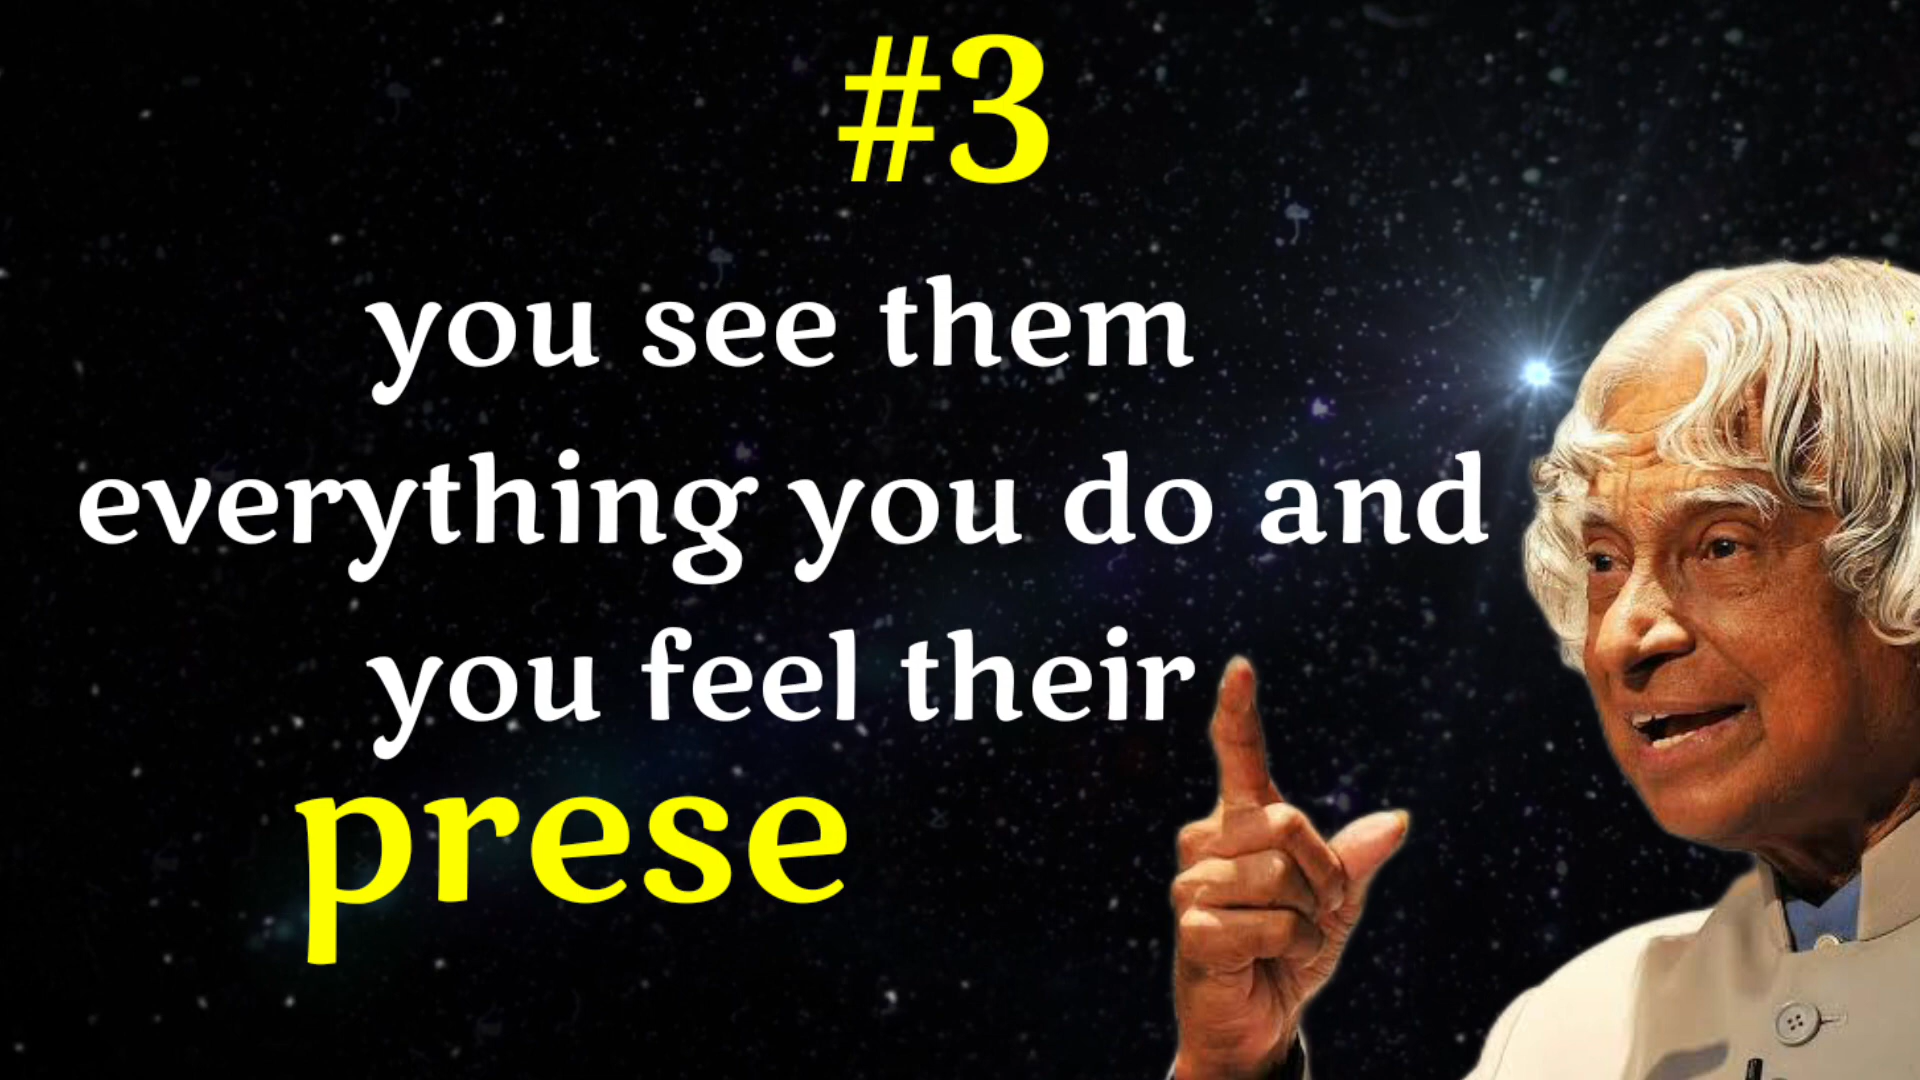 #3
you see them
everything you do and
you feel their
prese